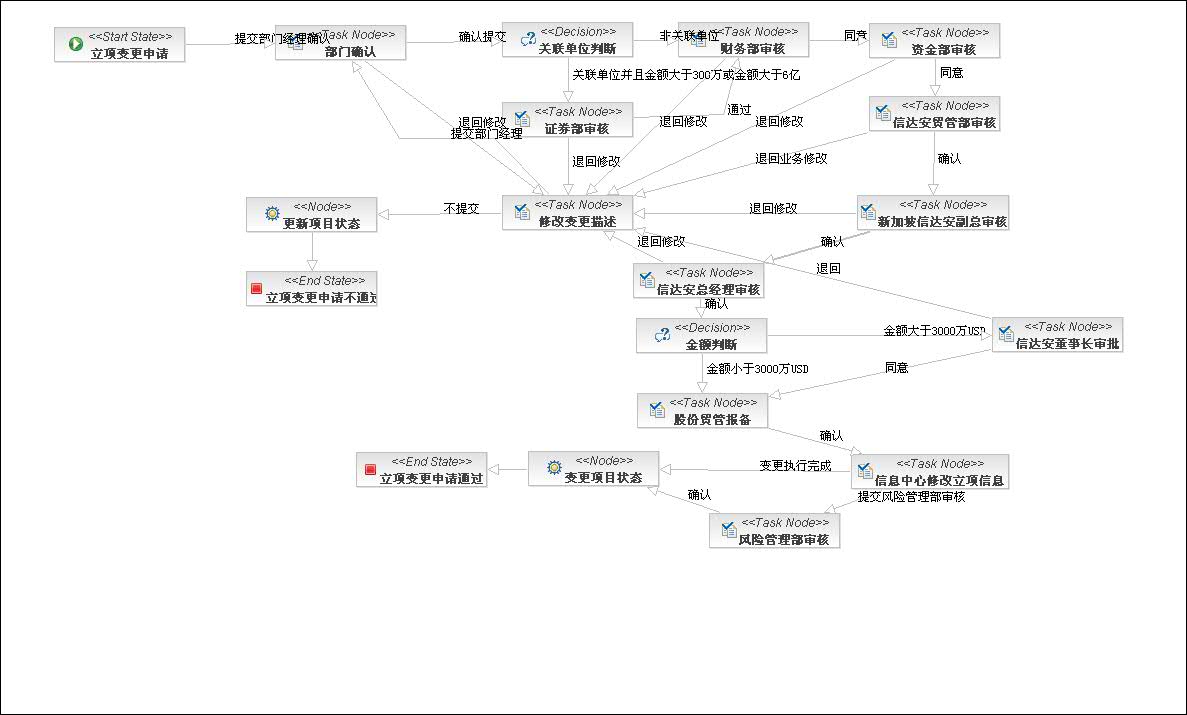 <<Start State>>
立项变更申请
提交部门经理确认
<<Task Node>>
部门确认
确认提交
<<Decision>>
关联单位判断
非关联单位
<<Task Node>>
财务部审核
同意
<<Task Node>>
资金部审核
关联单位并且金额大于300万或金额大于6亿
同意
<<Task Node>>
证券部审核
通过
<<Task Node>>
信达安贸管部审核
退回修改
提交部门经理
退回修改
退回修改
退回修改
退回业务修改
确认
<<Node>>
更新项目状态
不提交
<<Task Node>>
修改变更描述
退回修改
<<Task Node>>
新加坡信达安副总审核
退回修改
确认
退回
<<End State>>
立项变更申请不通过
<<Task Node>>
信达安总经理审核
确认
<<Decision>>
金额判断
金额大于3000万USD
<<Task Node>>
信达安董事长审批
金额小于3000万USD
同意
<<Task Node>>
股份贸管报备
确认
<<End State>>
立项变更申请通过
<<Node>>
变更项目状态
变更执行完成
<<Task Node>>
信息中心修改立项信息
确认
提交风险管理部审核
<<Task Node>>
风险管理部审核